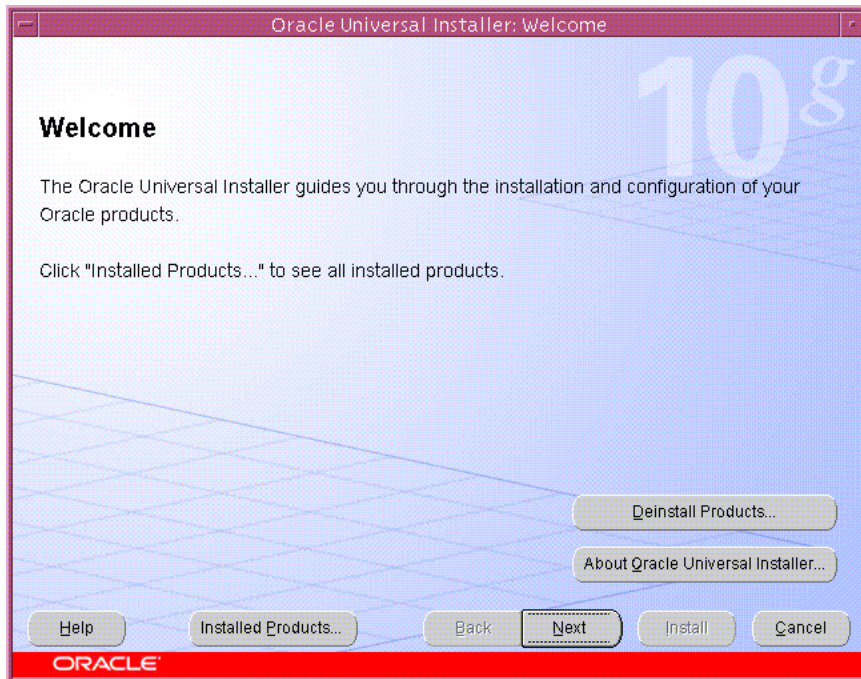 Oracle Universal Installer: Welcome
10g
Welcome
The Oracle Universal Installer guides you through the installation and configuration of your
Oracle products.
Click "Installed Products..." to see all installed products.
Deinstall Products...
About Oracle Universal Installer...
Help Installed Products... Back Next Install Cancel
ORACLE